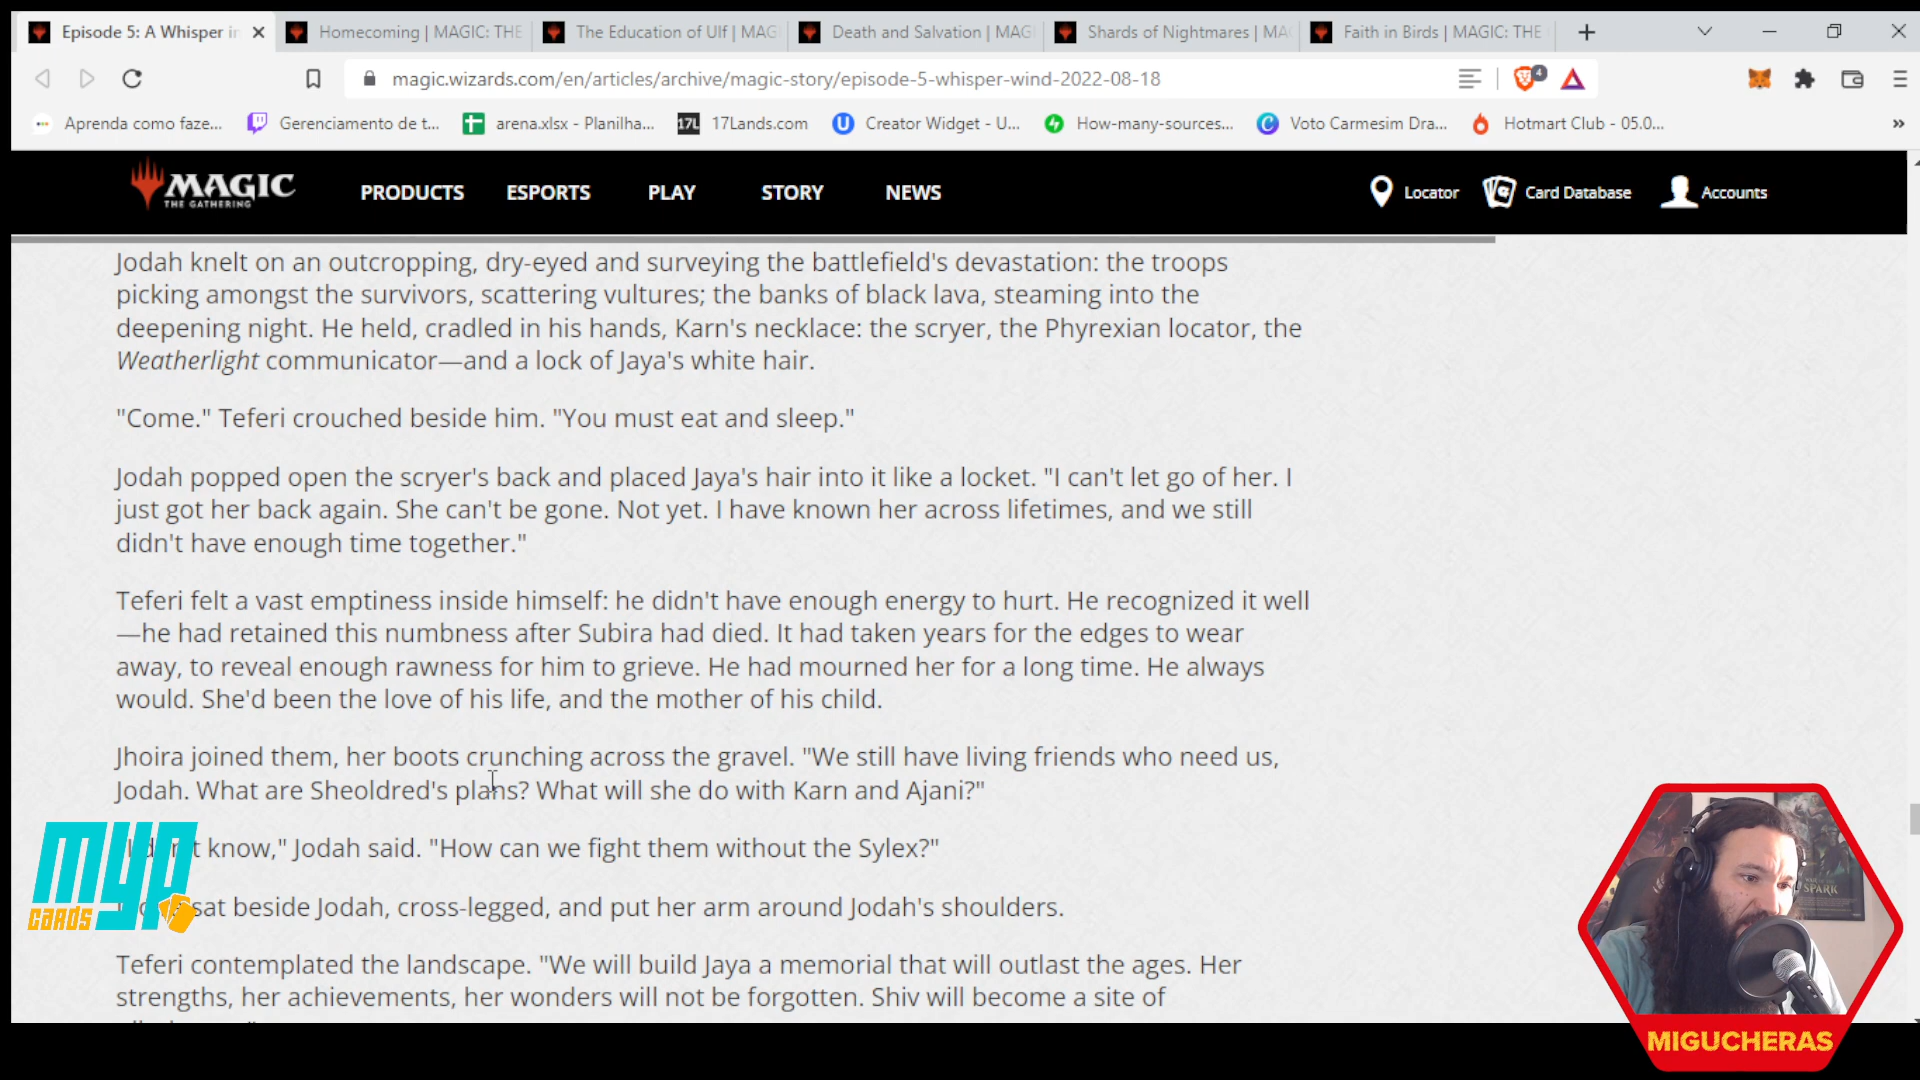 Episode 5: A Whisper in
Homecoming | MAGIC: THE
The Education of Ulf | MAG
Death and Salvation | MAG
Shards of Nightmares | MA
Faith in Birds | MAGIC: THE
magic.wizards.com/en/articles/archive/magic-story/episode-5-whisper-wind-2022-08-18
4
Aprenda como faze...
Gerenciamento de t...
arena.xlsx - Planilha...
17L 17Lands.com
Creator Widget - U...
How-many-sources...
Voto Carmesim Dra...
Hotmart Club - 05.0...
MAGIC
THE GATHERING
PRODUCTS
ESPORTS
PLAY
STORY
NEWS
Locator
Card Database
Accounts
Jodah knelt on an outcropping, dry-eyed and surveying the battlefield's devastation: the troops
picking amongst the survivors, scattering vultures; the banks of black lava, steaming into the
deepening night. He held, cradled in his hands, Karn's necklace: the scryer, the Phyrexian locator, the
Weatherlight communicator—and a lock of Jaya's white hair.
"Come." Teferi crouched beside him. "You must eat and sleep."
Jodah popped open the scryer's back and placed Jaya's hair into it like a locket. "I can't let go of her. I
just got her back again. She can't be gone. Not yet. I have known her across lifetimes, and we still
didn't have enough time together."
Teferi felt a vast emptiness inside himself: he didn't have enough energy to hurt. He recognized it well
—he had retained this numbness after Subira had died. It had taken years for the edges to wear
away, to reveal enough rawness for him to grieve. He had mourned her for a long time. He always
would. She'd been the love of his life, and the mother of his child.
Jhoira joined them, her boots crunching across the gravel. "We still have living friends who need us,
Jodah. What are Sheoldred's plans? What will she do with Karn and Ajani?"
know," Jodah said. "How can we fight them without the Sylex?"
sat beside Jodah, cross-legged, and put her arm around Jodah's shoulders.
Teferi contemplated the landscape. "We will build Jaya a memorial that will outlast the ages. Her
strengths, her achievements, her wonders will not be forgotten. Shiv will become a site of
myp
CARDS
SPARK
MIGUCHERAS